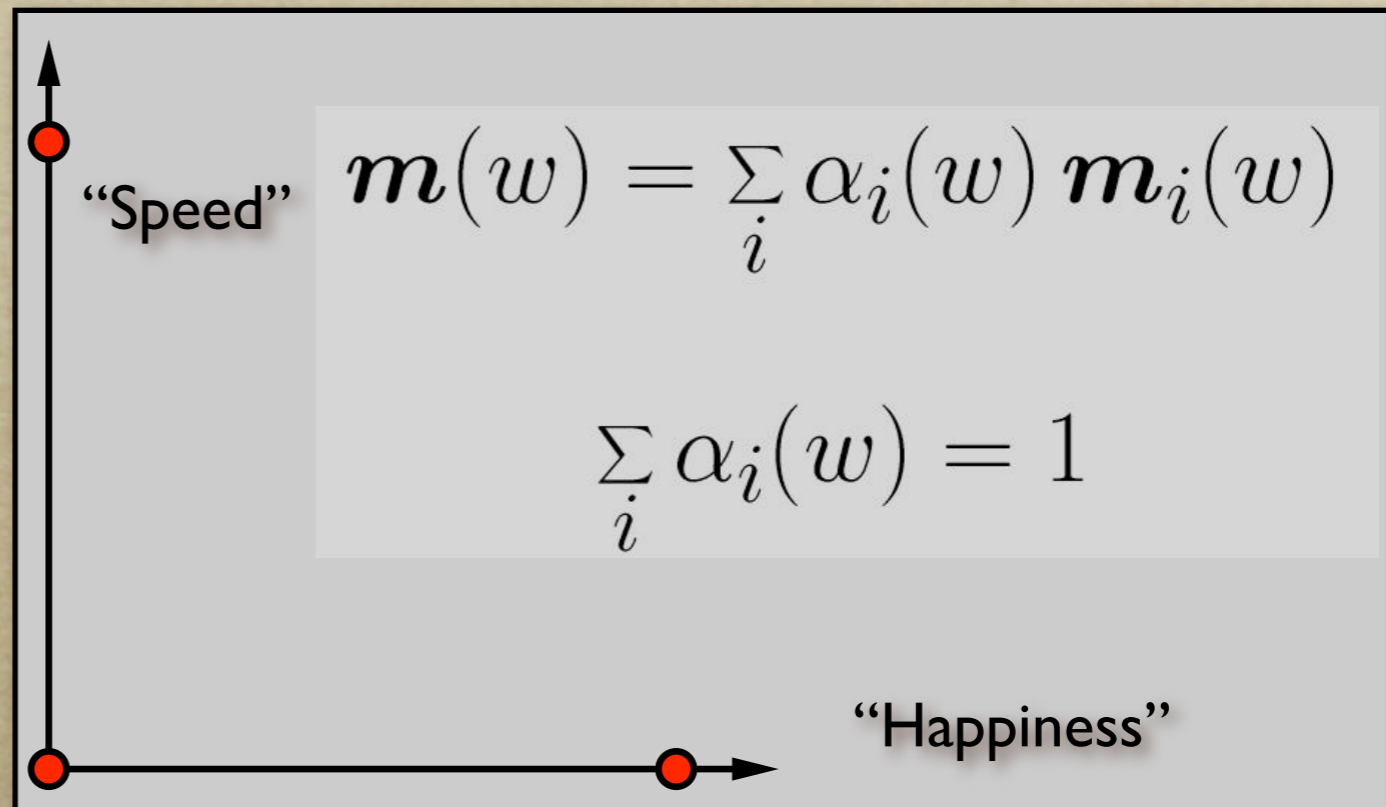 “Speed”
m(w) = ∑_i α_i(w) m_i(w)
∑_i α_i(w) = 1
“Happiness”